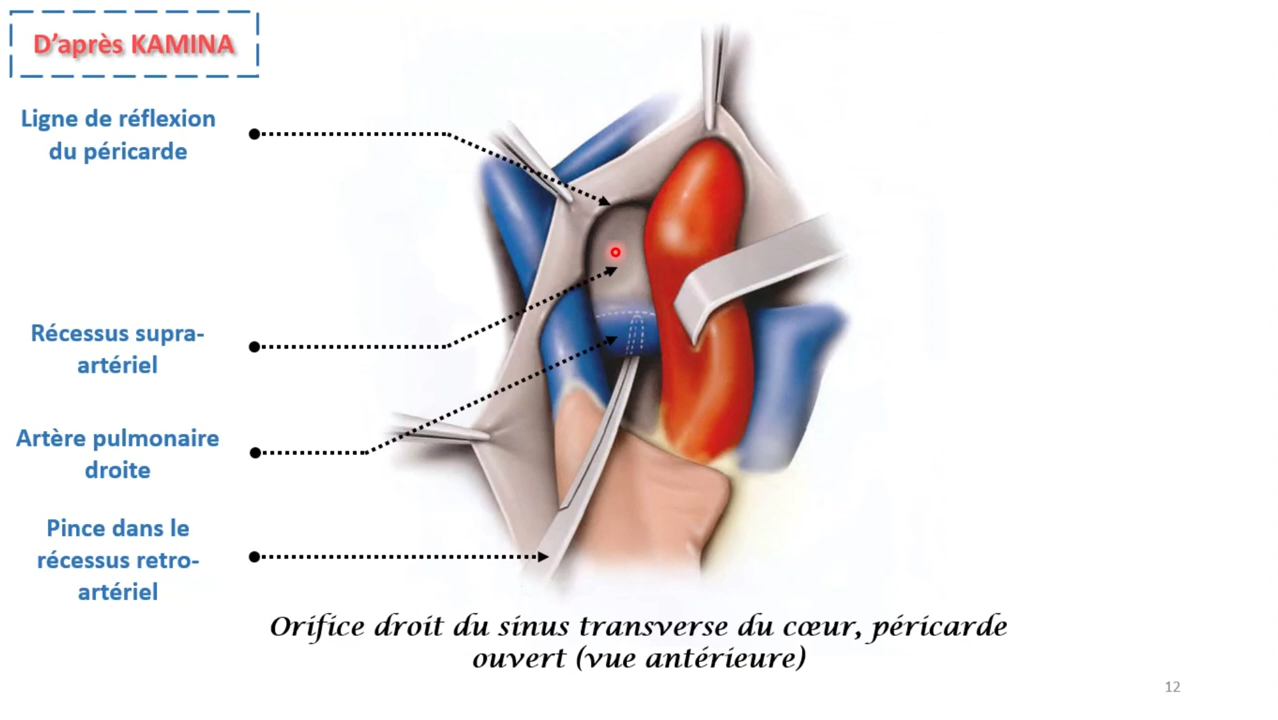 D'après KAMINA
Ligne de réflexion
du péricarde
Récessus supra-
artériel
Artère pulmonaire
droite
Pince dans le
récessus retro-
artériel
Orifice droit du sinus transverse du cœur, péricarde
ouvert (vue antérieure)
12